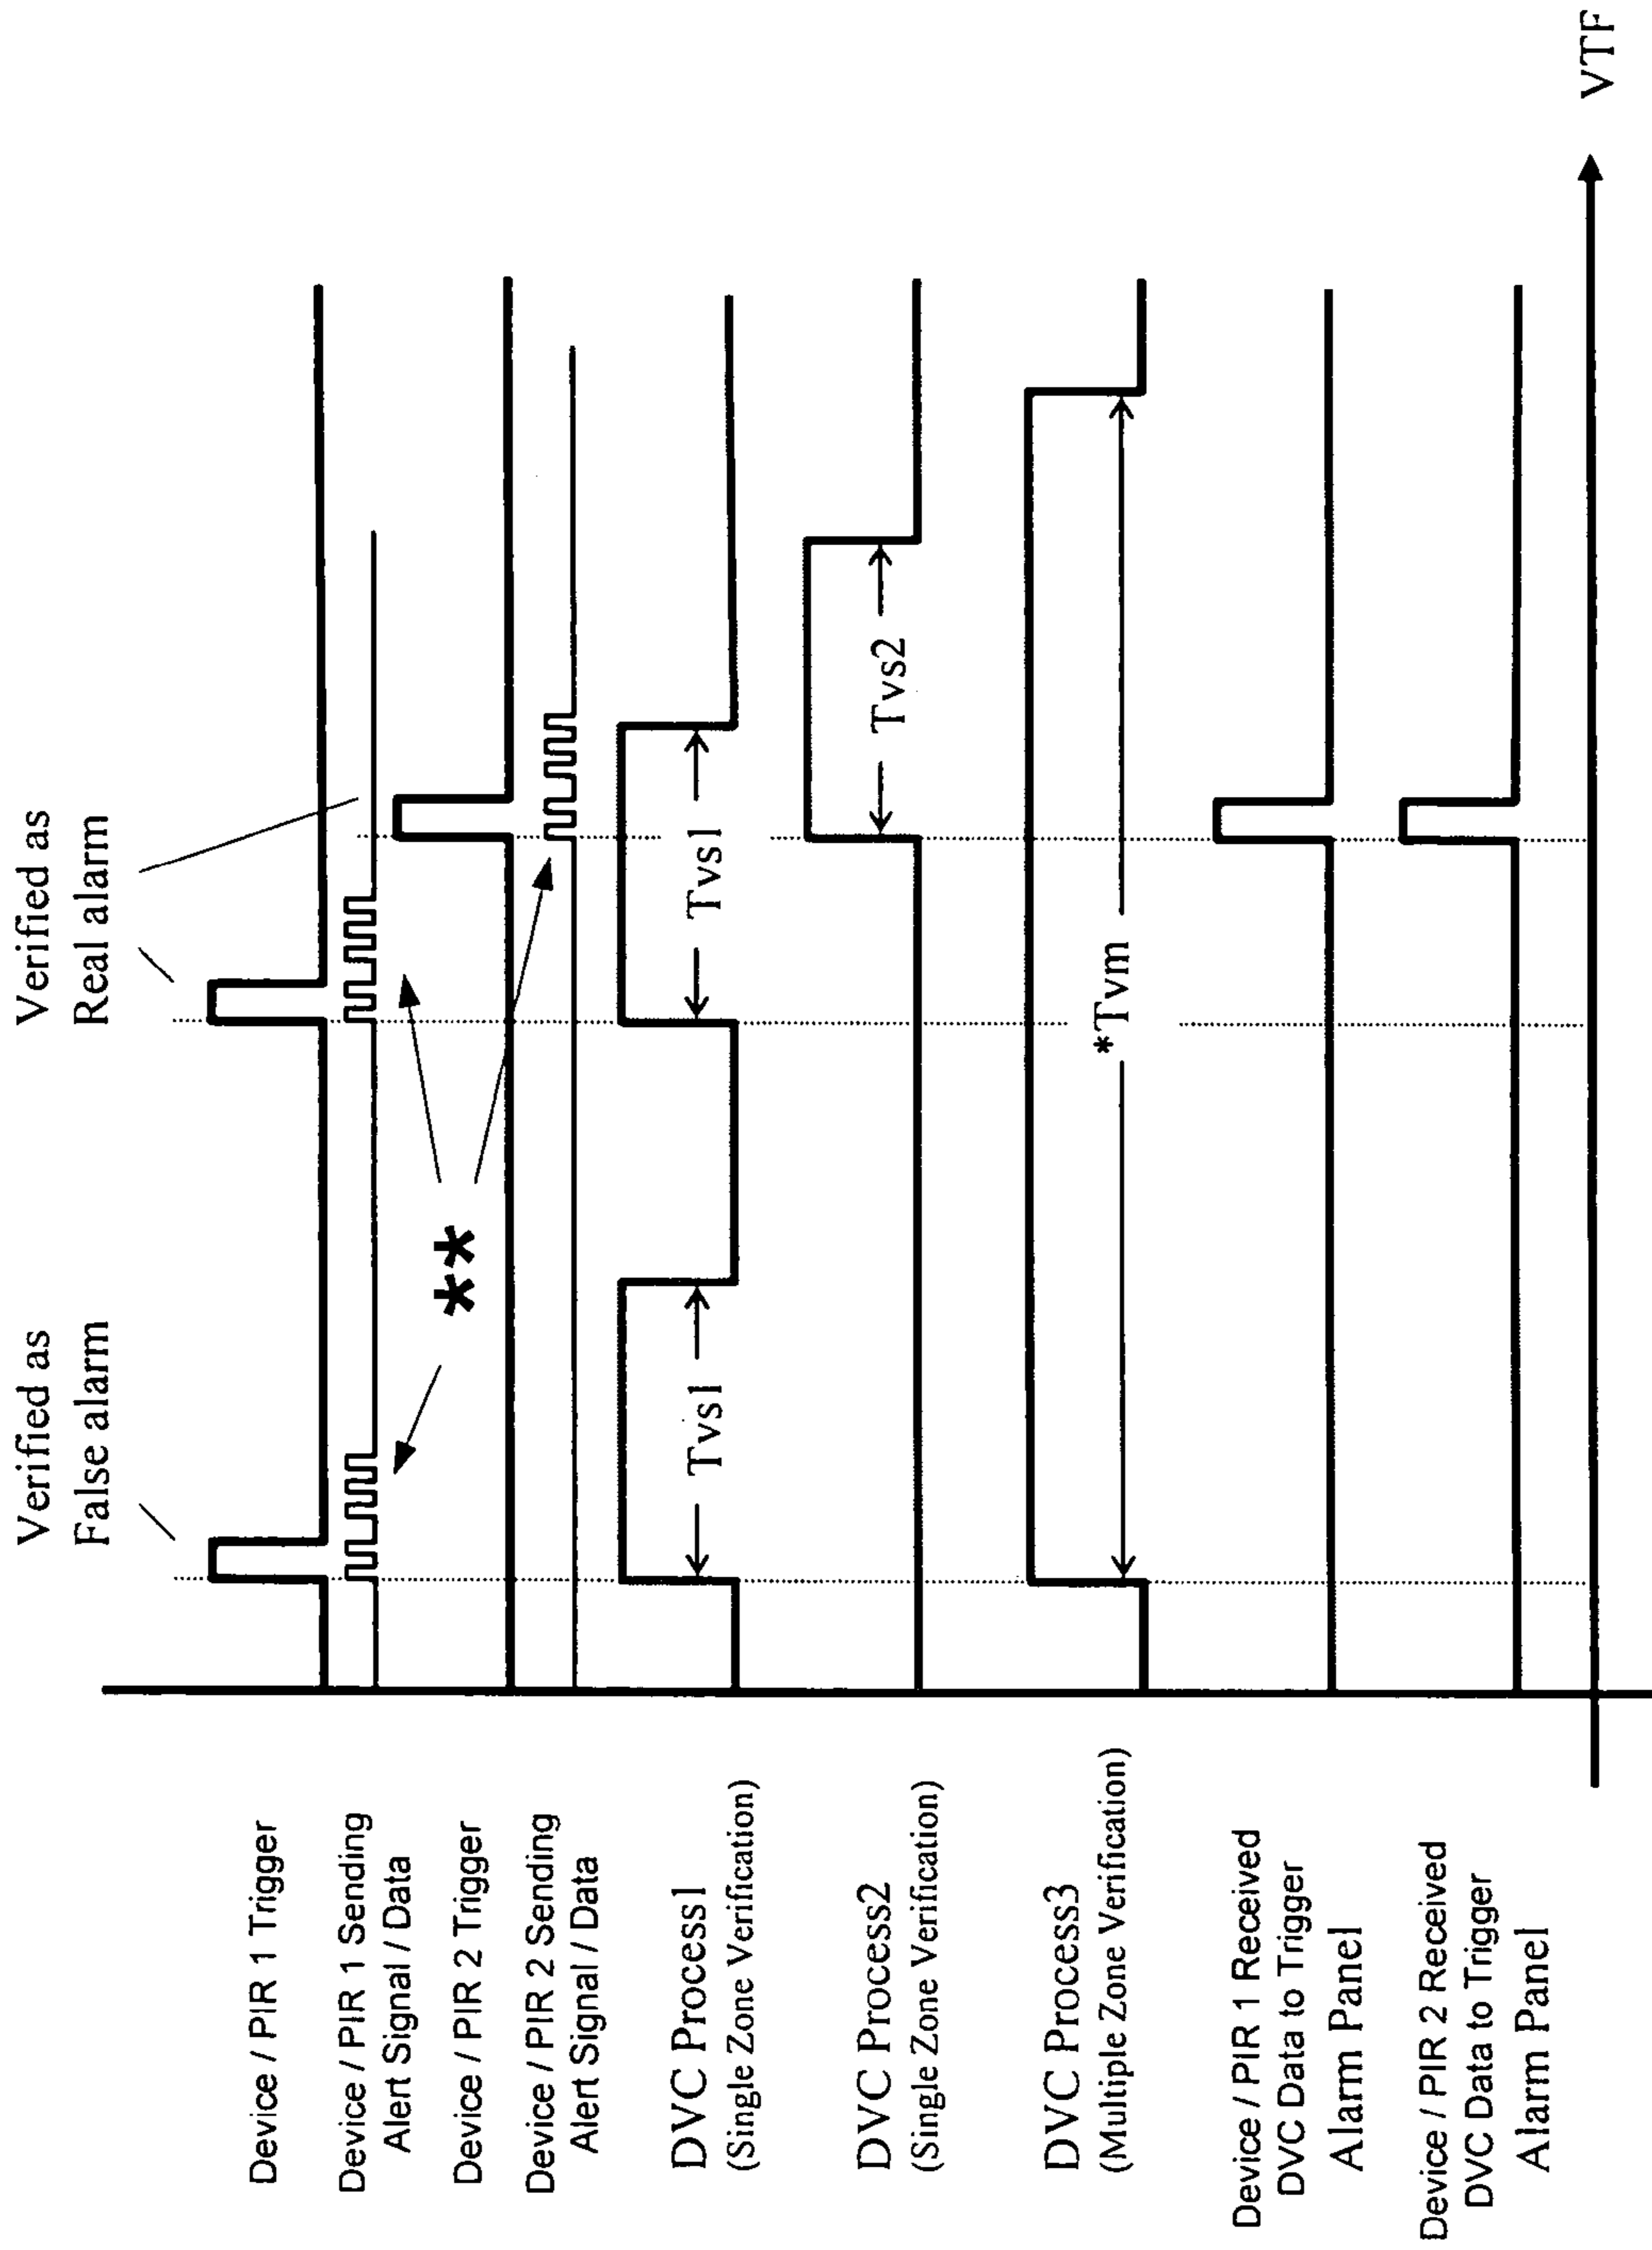 Verified as
False alarm
Verified as
Real alarm
Device / PIR 1 Trigger
Device / PIR 1 Sending
Alert Signal / Data
**
Device / PIR 2 Trigger
Device / PIR 2 Sending
Alert Signal / Data
DVC Process1
(Single Zone Verification)
Tvs1
Tvs1
DVC Process2
(Single Zone Verification)
Tvs2
DVC Process3
(Multiple Zone Verification)
*Tvm
Device / PIR 1 Received
DVC Data to Trigger
Alarm Panel
Device / PIR 2 Received
DVC Data to Trigger
Alarm Panel
VTF